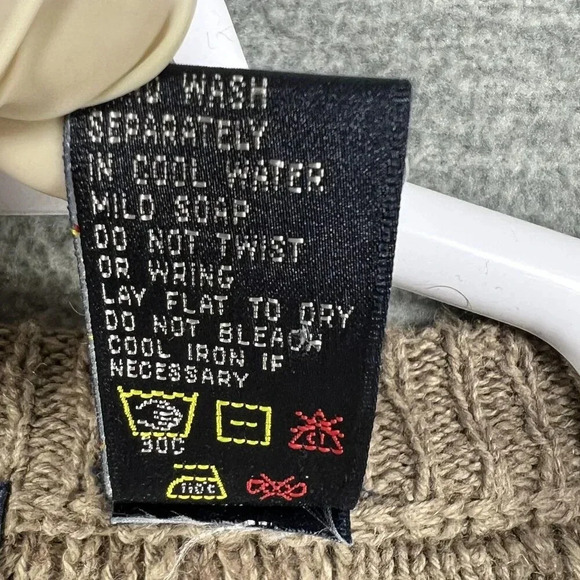 WASH
SEPARATELY
IN COOL WATER
MILD SOAP
DO NOT TWIST
OR WRING
LAY FLAT TO DRY
DO NOT BLEACH
COOL IRON IF
NECESSARY
30C
Cl
110c